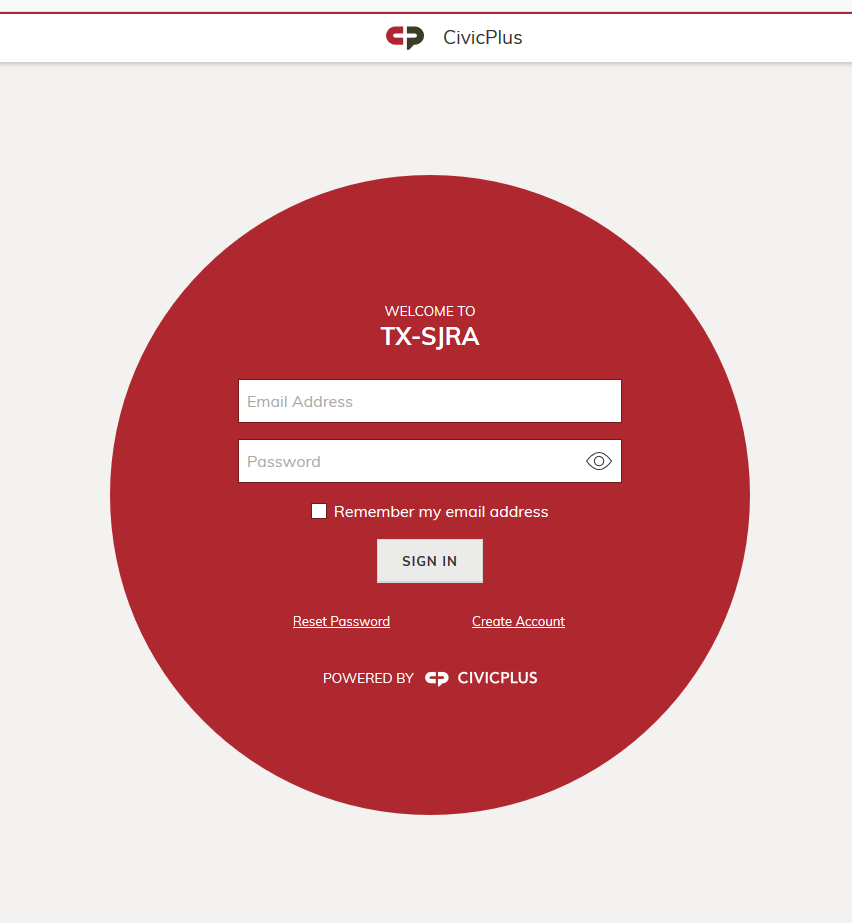 CivicPlus
WELCOME TO
TX-SJRA
Email Address
Password
Remember my email address
SIGN IN
Reset Password Create Account
POWERED BY CIVICPLUS